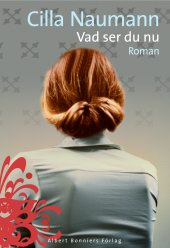 Cilla Naumann
Vad ser du nu
Roman
Albert Bonniers Förlag